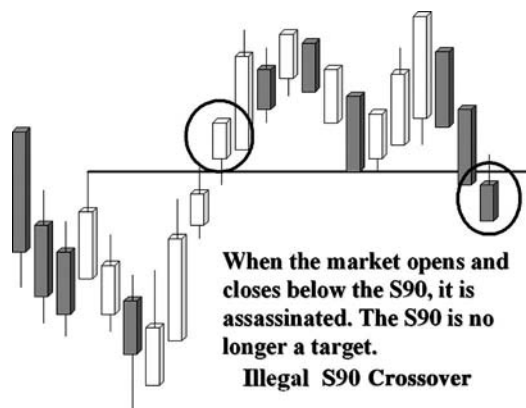 When the market opens and
closes below the S90, it is
assassinated. The S90 is no
longer a target.
Illegal S90 Crossover